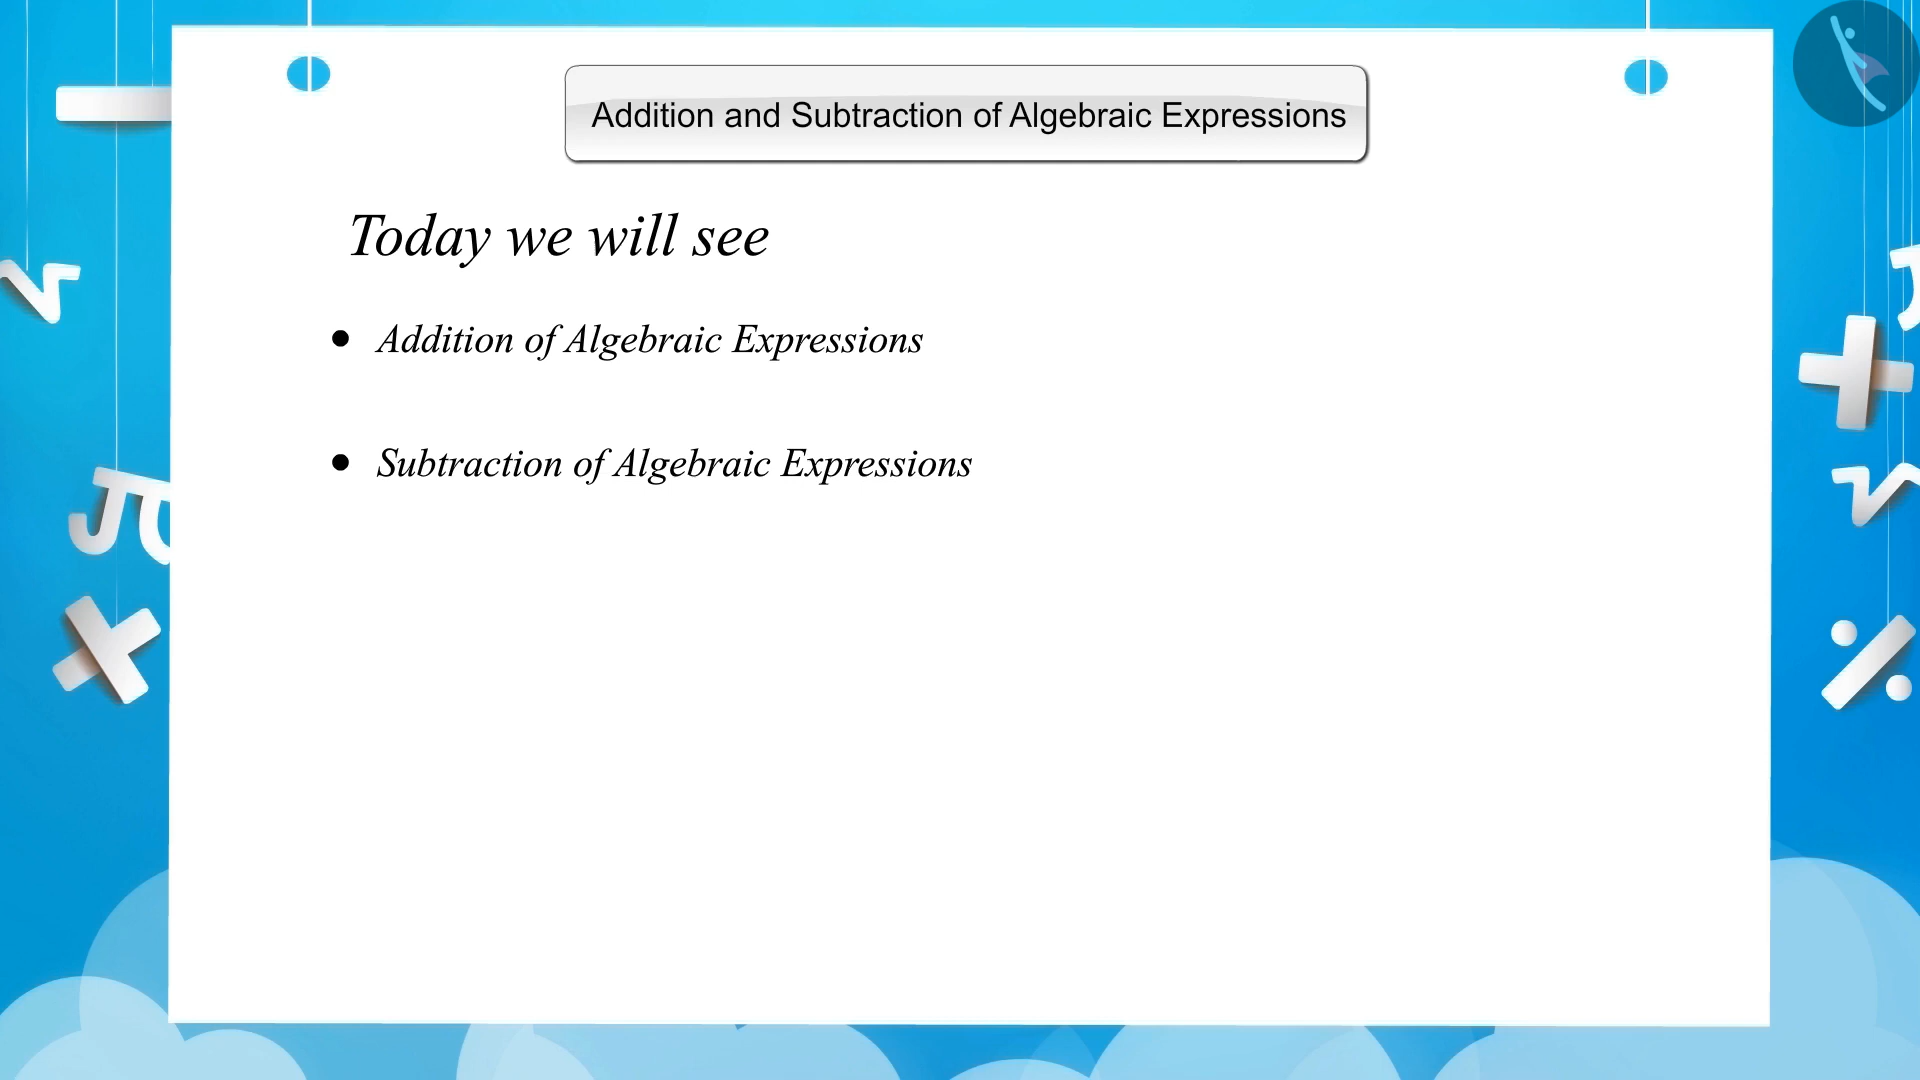 Addition and Subtraction of Algebraic Expressions
Today we will see
• Addition of Algebraic Expressions
• Subtraction of Algebraic Expressions